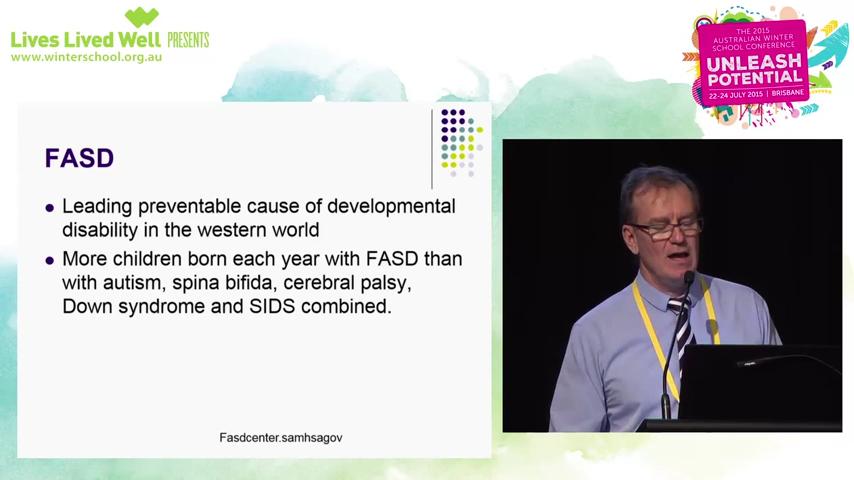 Lives Lived Well PRESENTS
www.winterschool.org.au
THE 2015
AUSTRALIAN WINTER
SCHOOL CONFERENCE
UNLEASH
POTENTIAL
22-24 JULY 2015 | BRISBANE
FASD
Leading preventable cause of developmental
disability in the western world
More children born each year with FASD than
with autism, spina bifida, cerebral palsy,
Down syndrome and SIDS combined.
Fasdcenter.samhsagov